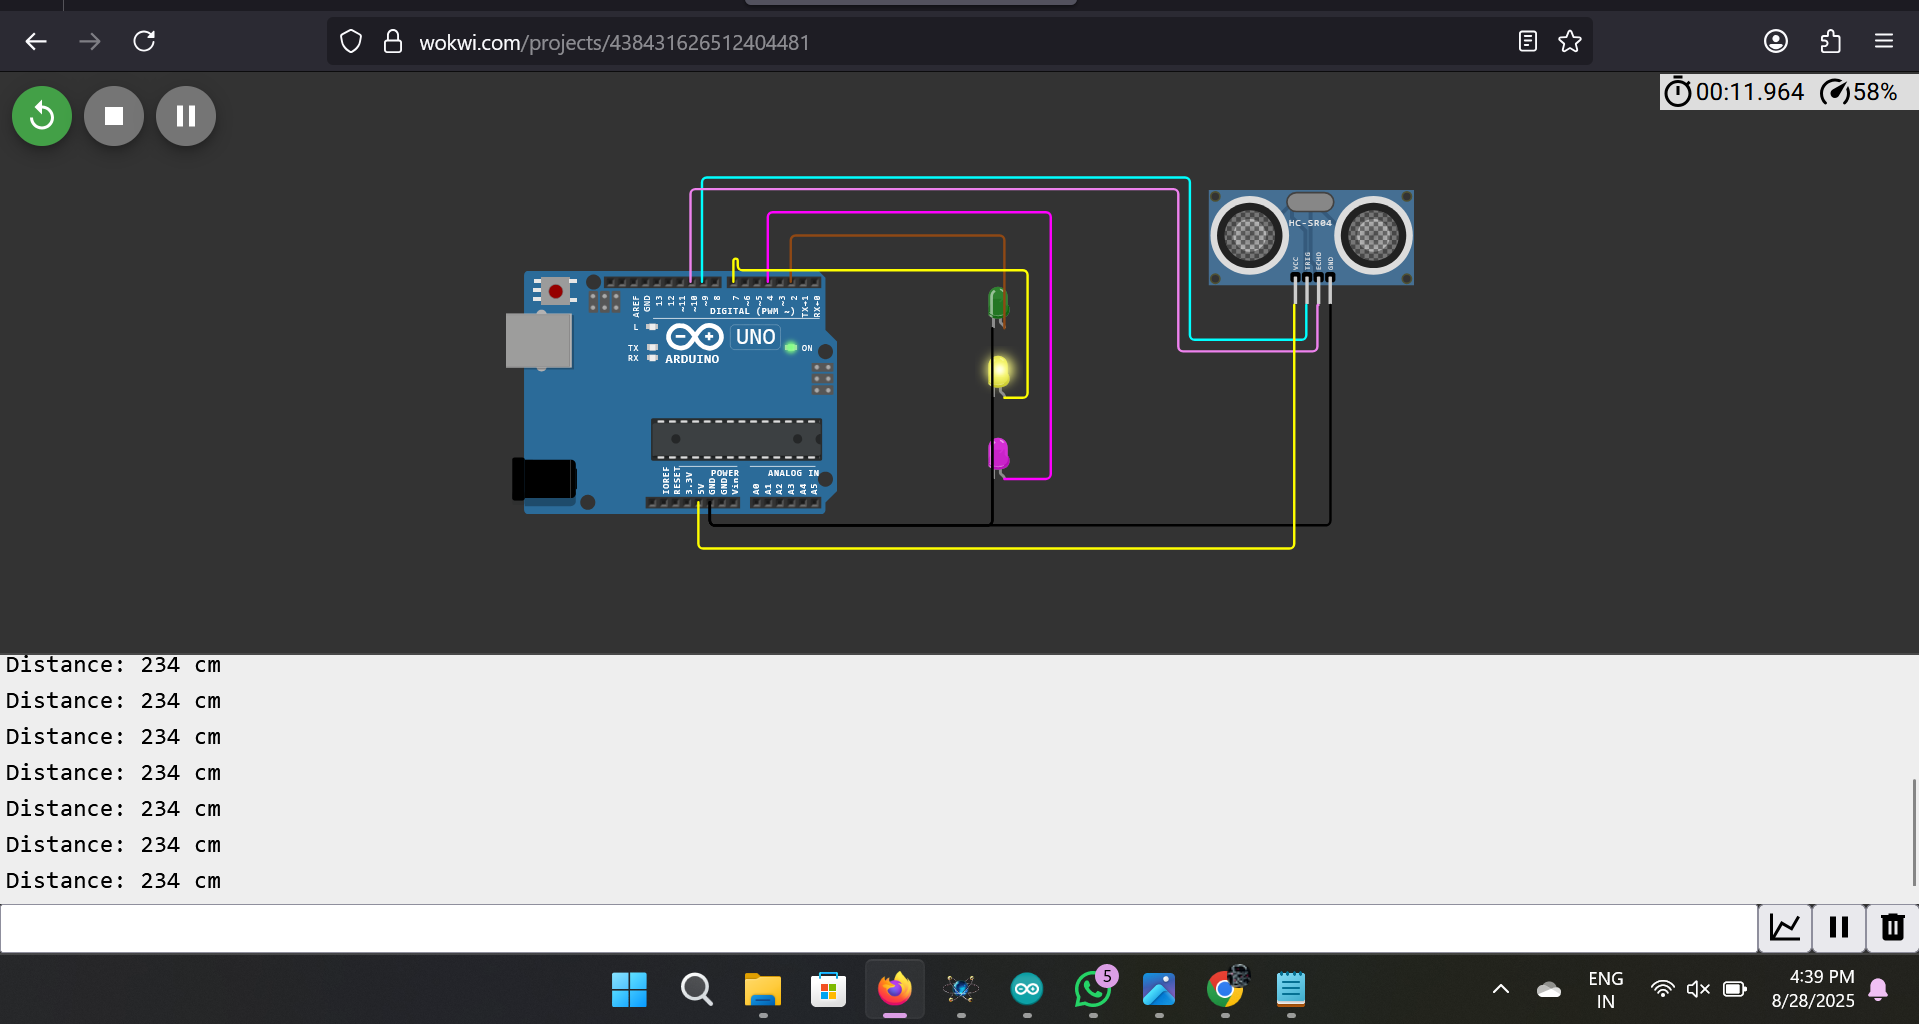 wokwi.com/projects/438431626512404481
00:11.964 58%
HC-SR04
VCC
TRIG
ECHO
GND
AREF
GND
13
12
~11
~10
~9
8
7
~6
~5
4
~3
2
TX→1
RX←0
DIGITAL (PWM ~)
L
TX
RX
UNO
ON
ARDUINO
IOREF
RESET
3.3V
5V
GND
GND
Vin
POWER
ANALOG IN
A0
A1
A2
A3
A4
A5
Distance: 234 cm
Distance: 234 cm
Distance: 234 cm
Distance: 234 cm
Distance: 234 cm
Distance: 234 cm
Distance: 234 cm
5
ENG
IN
4:39 PM
8/28/2025